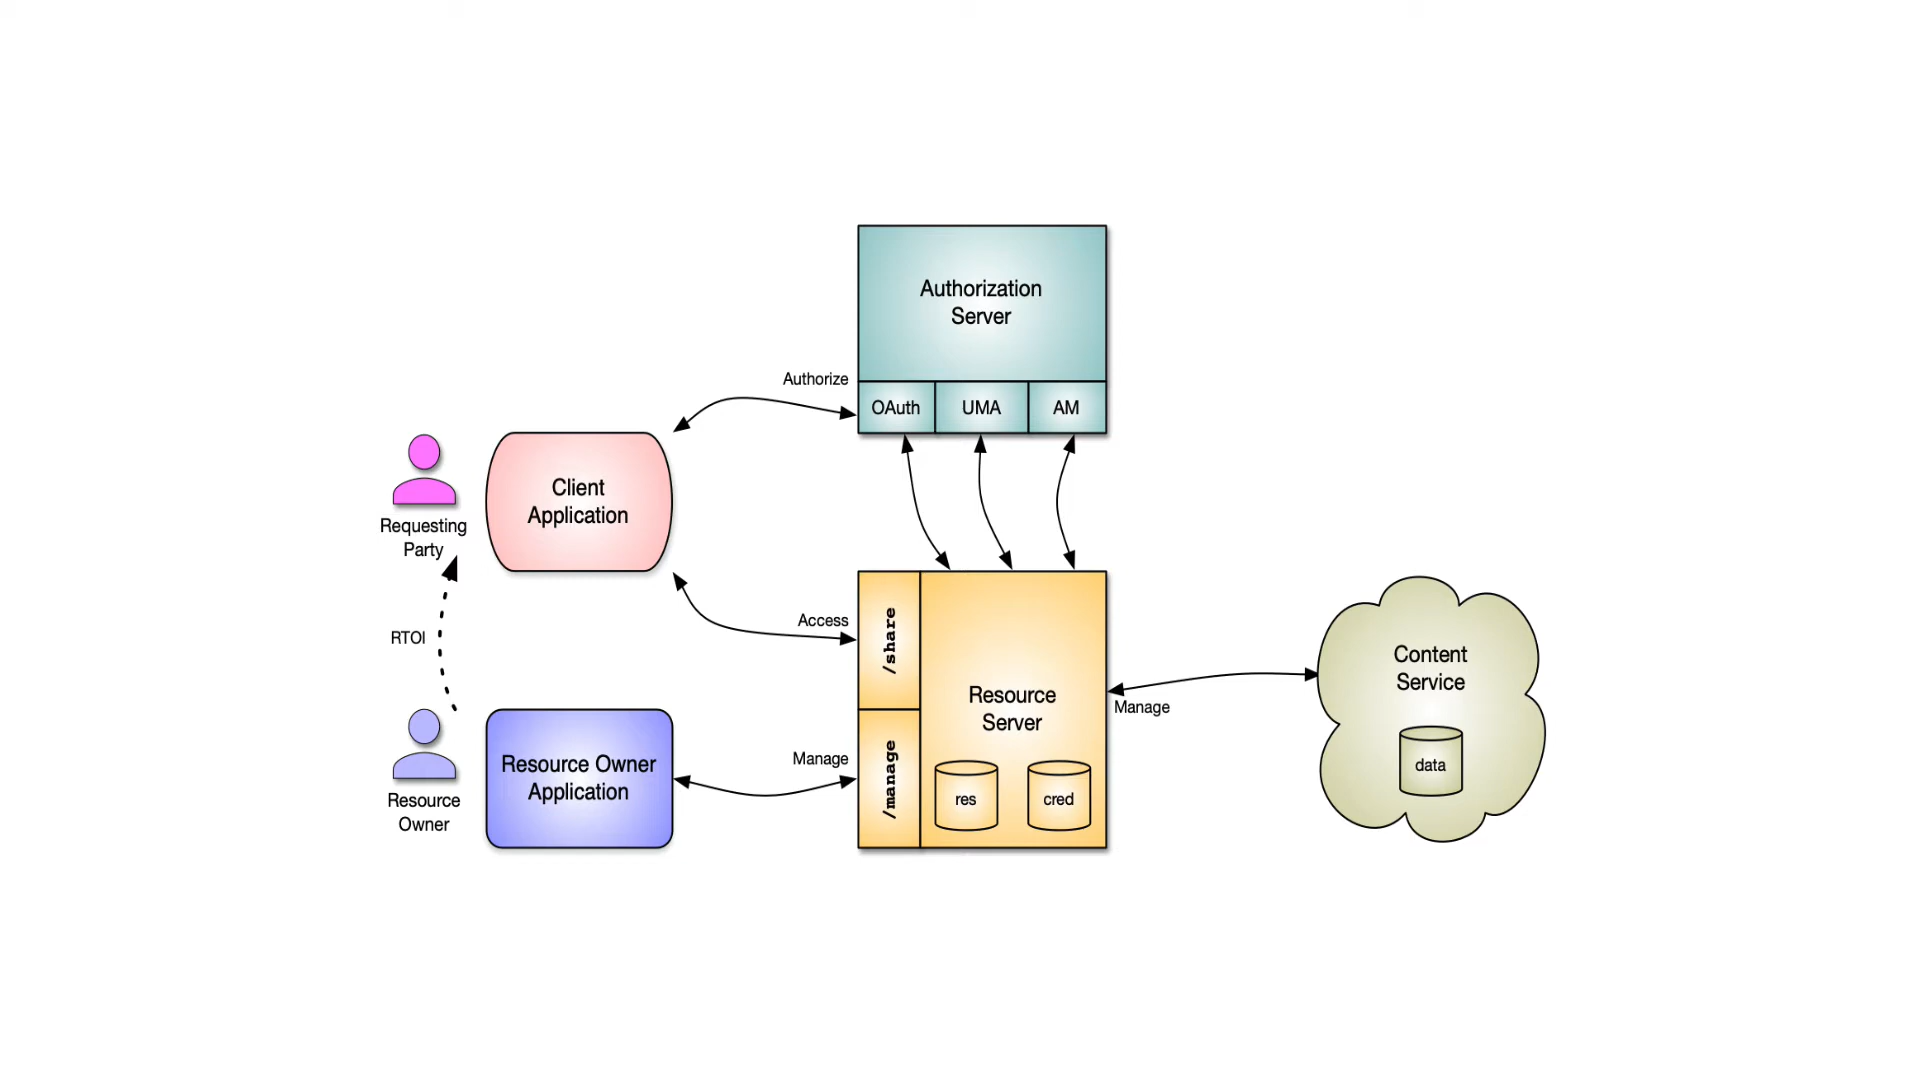 Authorization
Server
Authorize
OAuth
UMA
AM
Client
Application
Requesting
Party
RTOI
Access
/share
Resource
Server
Manage
Content
Service
data
Resource Owner
Application
Manage
/manage
res
cred
Resource
Owner